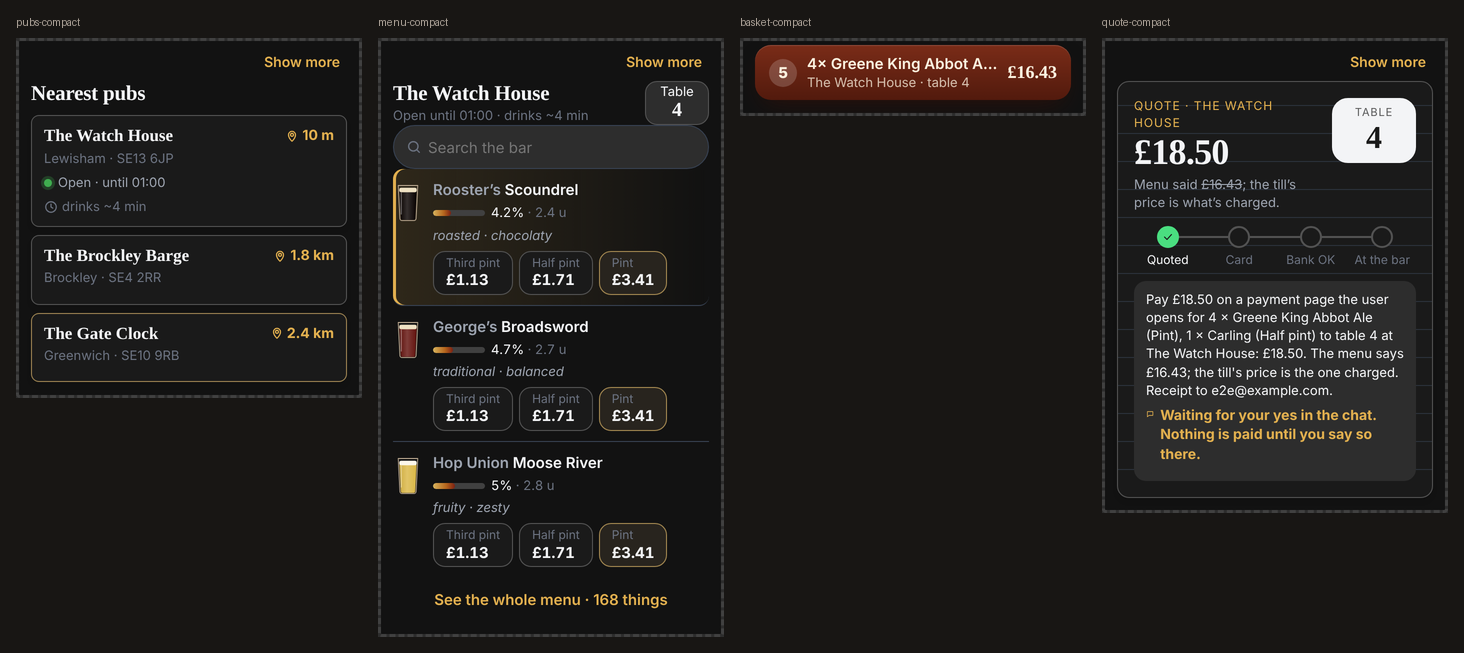 pubs-compact
Show more
Nearest pubs
The Watch House
10 m
Lewisham · SE13 6JP
Open · until 01:00
drinks ~4 min
The Brockley Barge
1.8 km
Brockley · SE4 2RR
The Gate Clock
2.4 km
Greenwich · SE10 9RB
menu-compact
Show more
The Watch House
Open until 01:00 · drinks ~4 min
Table
4
Search the bar
Rooster’s Scoundrel
4.2% · 2.4 u
roasted · chocolaty
Third pint Half pint Pint
£1.13 £1.71 £3.41
George’s Broadsword
4.7% · 2.7 u
traditional · balanced
Third pint Half pint Pint
£1.13 £1.71 £3.41
Hop Union Moose River
5% · 2.8 u
fruity · zesty
Third pint Half pint Pint
£1.13 £1.71 £3.41
See the whole menu · 168 things
basket-compact
5
4× Greene King Abbot A...
The Watch House · table 4
£16.43
quote-compact
Show more
QUOTE · THE WATCH
HOUSE
£18.50
TABLE
4
Menu said £16.43; the till’s
price is what’s charged.
Quoted Card Bank OK At the bar
Pay £18.50 on a payment page the user
opens for 4 × Greene King Abbot Ale
(Pint), 1 × Carling (Half pint) to table 4 at
The Watch House: £18.50. The menu says
£16.43; the till's price is the one charged.
Receipt to e2e@example.com.
Waiting for your yes in the chat.
Nothing is paid until you say so
there.